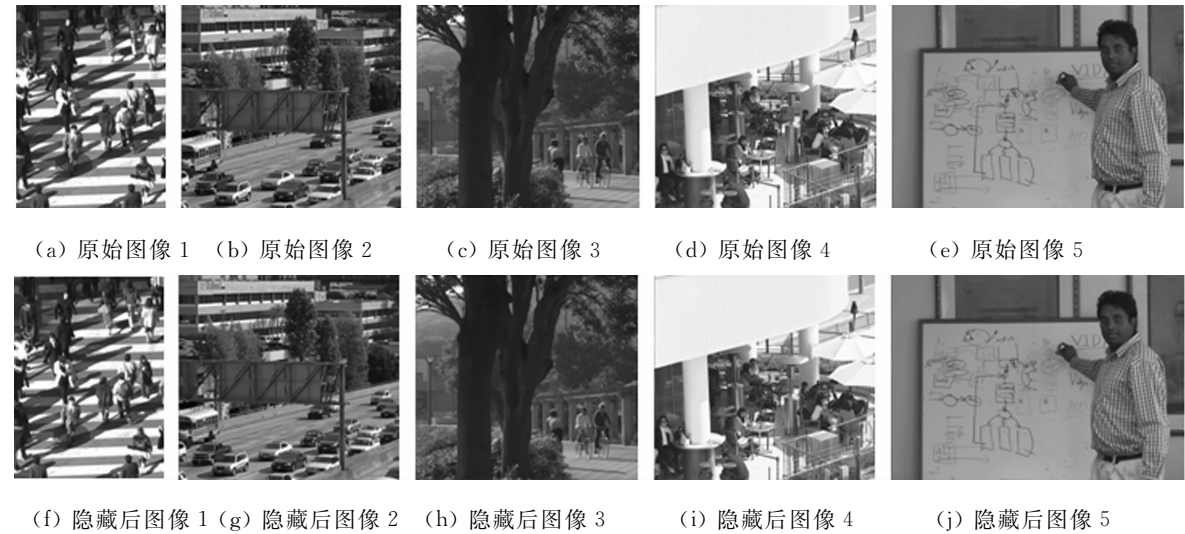 (a) 原始图像 1 (b) 原始图像 2 (c) 原始图像 3 (d) 原始图像 4 (e) 原始图像 5
(f) 隐藏后图像 1 (g) 隐藏后图像 2 (h) 隐藏后图像 3 (i) 隐藏后图像 4 (j) 隐藏后图像 5